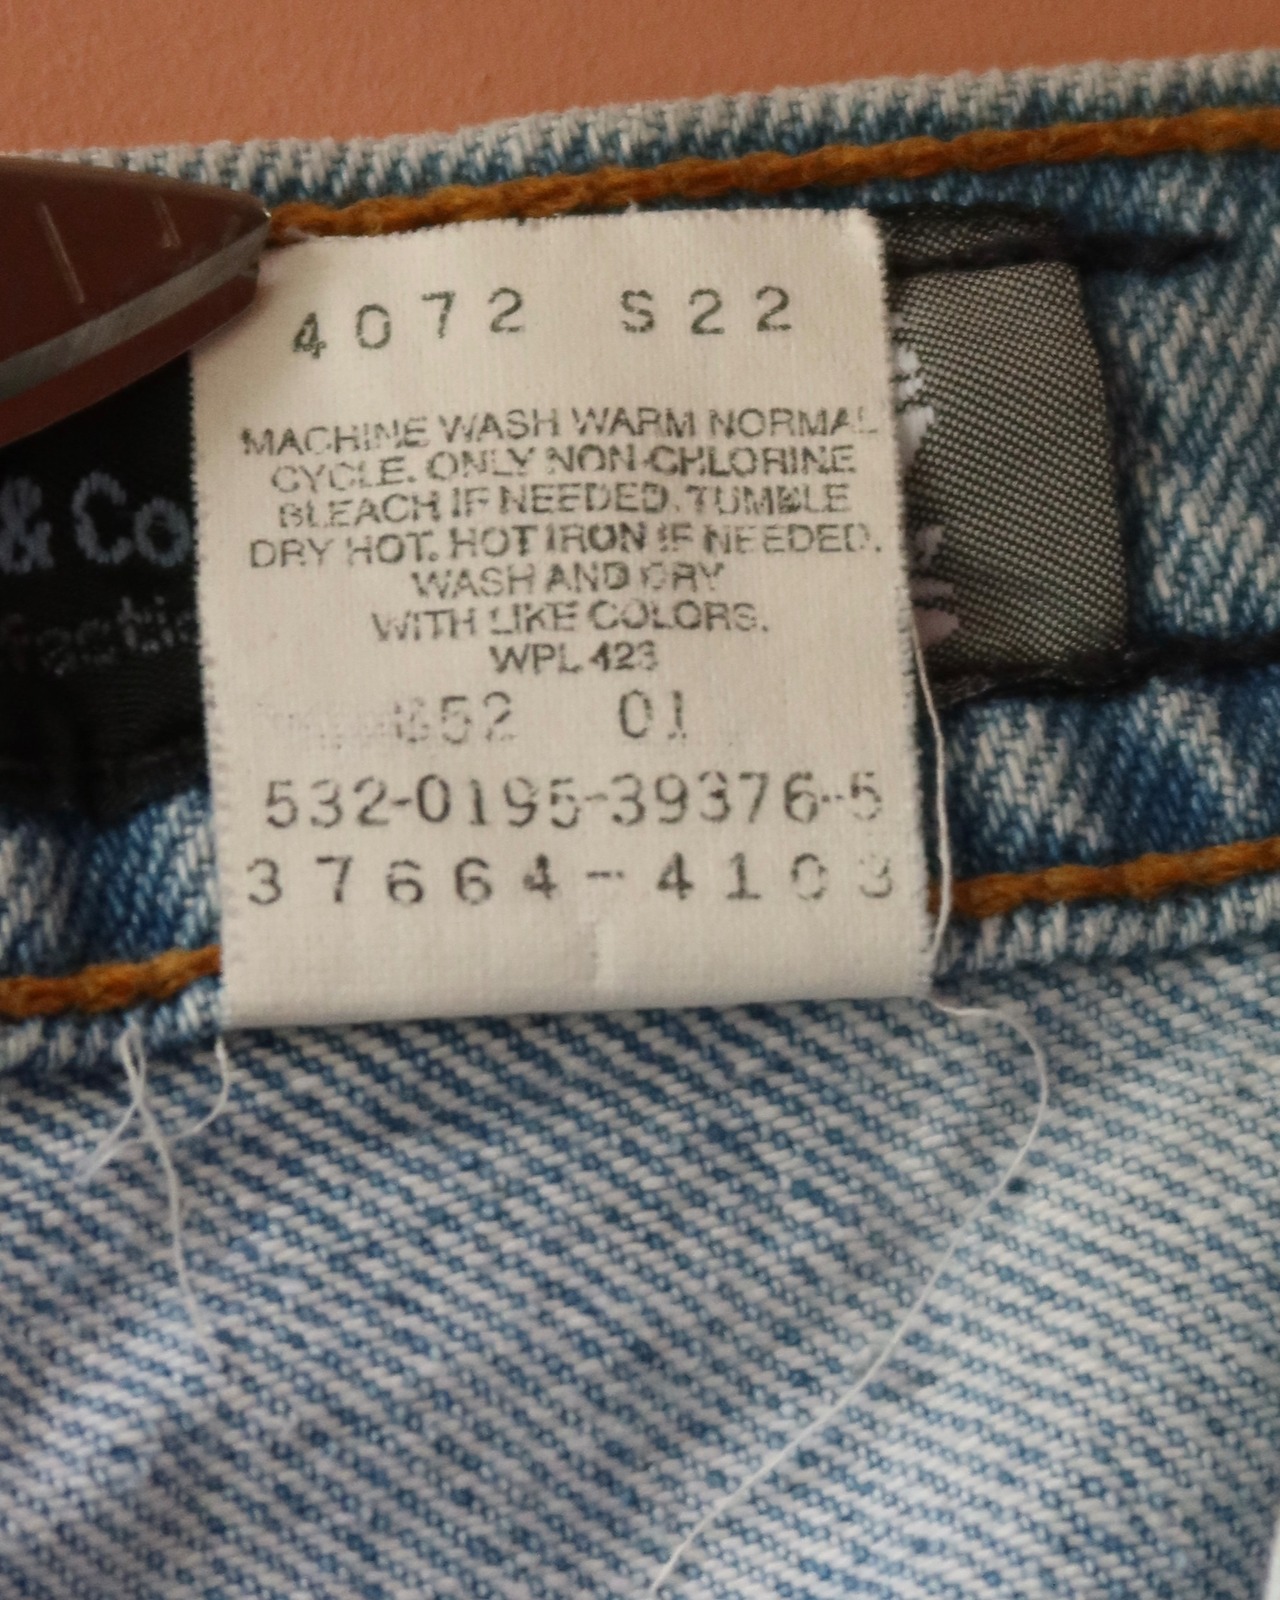 4072 S22
MACHINE WASH WARM NORMAL
CYCLE. ONLY NON-CHLORINE
BLEACH IF NEEDED. TUMBLE
DRY HOT. HOT IRON IF NEEDED.
WASH AND DRY
WITH LIKE COLORS.
WPL 423
& Co
01
532-0195-39376-5
37664-4103